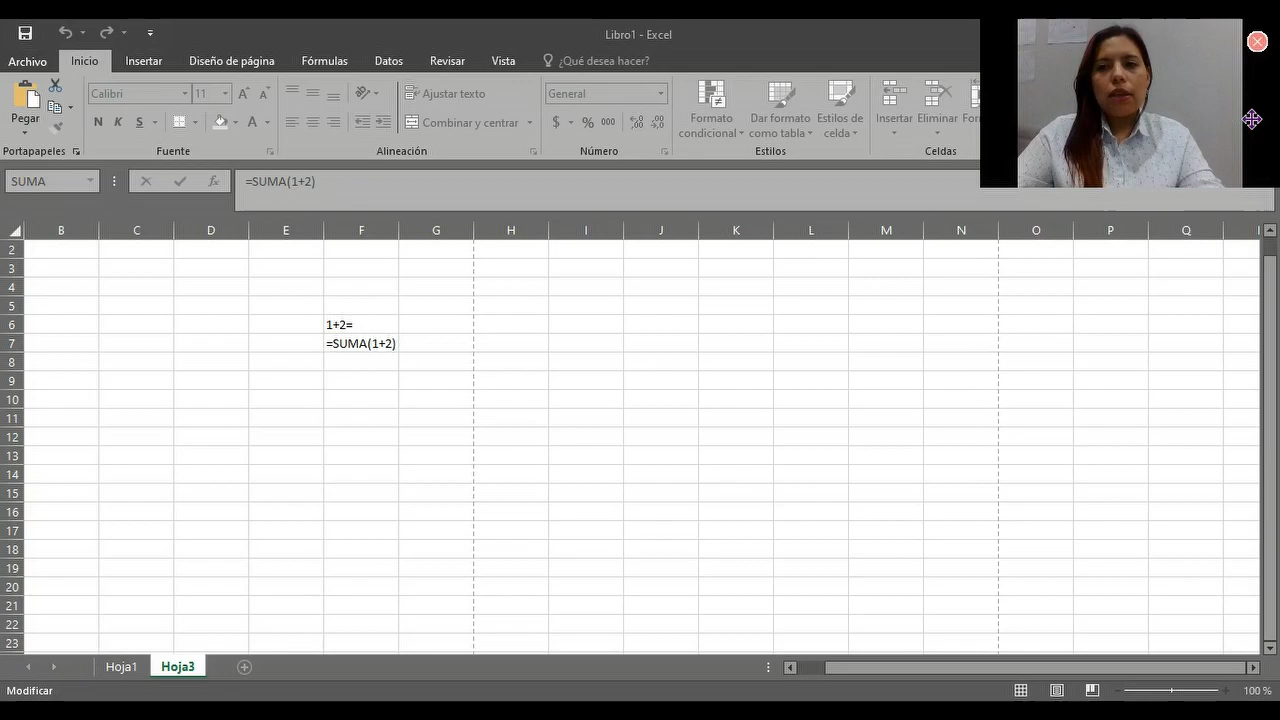 Libro1 - Excel
Archivo Inicio Insertar Diseño de página Fórmulas Datos Revisar Vista ¿Qué desea hacer?
Pegar
Calibri 11
N K S A
Ajustar texto
Combinar y centrar
General
$ % 000
Formato condicional
Dar formato como tabla
Estilos de celda
Insertar Eliminar
Portapapeles Fuente Alineación Número Estilos Celdas
SUMA fx =SUMA(1+2)
B C D E F G H I J K L M N O P Q
2
3
4
5
6 1+2=
7 =SUMA(1+2)
8
9
10
11
12
13
14
15
16
17
18
19
20
21
22
23
Hoja1 Hoja3
Modificar 100 %